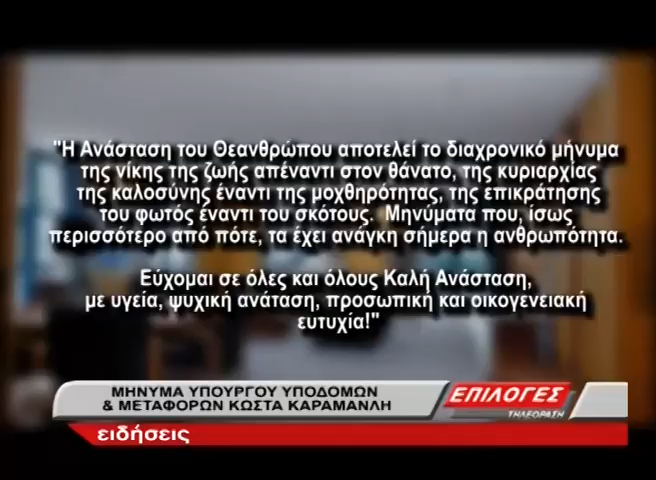 "Η Ανάσταση του Θεανθρώπου αποτελεί το διαχρονικό μήνυμα
της νίκης της ζωής απέναντι στον θάνατο, της κυριαρχίας
της καλοσύνης έναντι της μοχθηρότητας, της επικράτησης
του φωτός έναντι του σκότους. Μηνύματα που, ίσως
περισσότερο από πότε, τα έχει ανάγκη σήμερα η ανθρωπότητα.
Εύχομαι σε όλες και όλους Καλή Ανάσταση,
με υγεία, ψυχική ανάταση, προσωπική και οικογενειακή
ευτυχία!"
ΜΗΝΥΜΑ ΥΠΟΥΡΓΟΥ ΥΠΟΔΟΜΩΝ
& ΜΕΤΑΦΟΡΩΝ ΚΩΣΤΑ ΚΑΡΑΜΑΝΛΗ
ΕΠΙΛΟΓΕΣ
ΤΗΛΕΟΡΑΣΗ
ειδήσεις